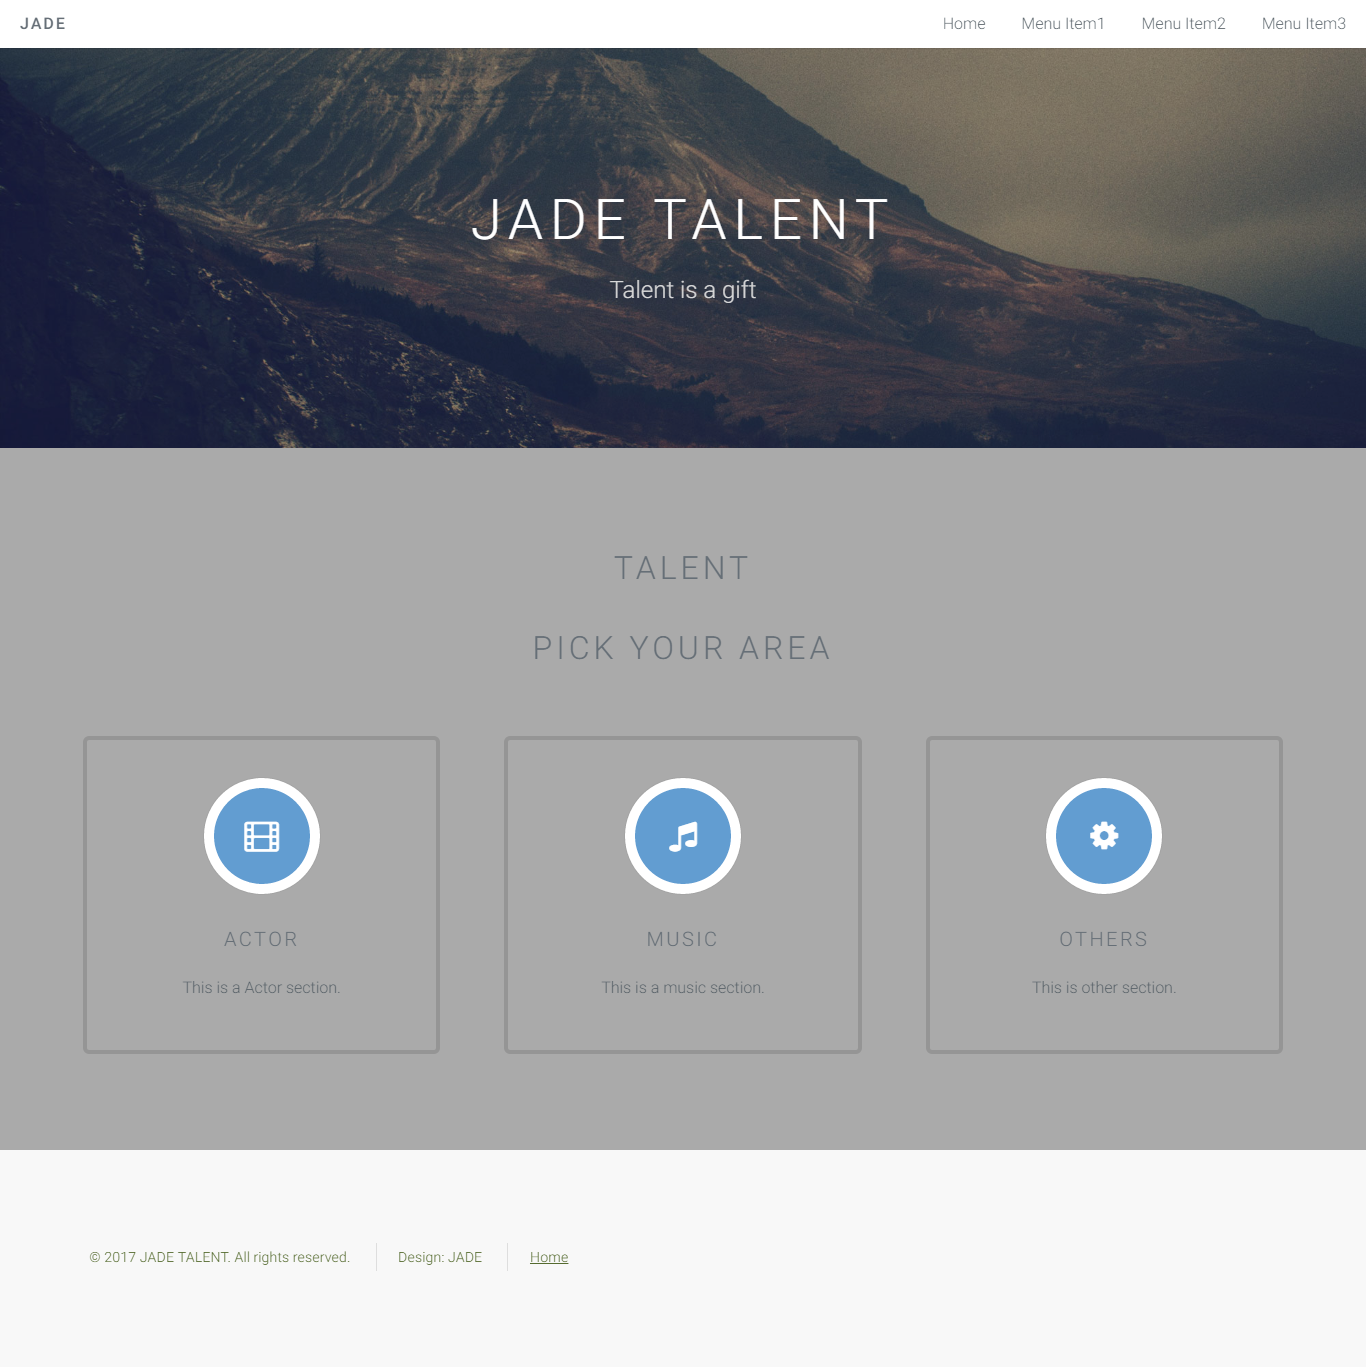 JADE
Home Menu Item1 Menu Item2 Menu Item3
JADE TALENT
Talent is a gift
TALENT
PICK YOUR AREA
ACTOR
This is a Actor section.
MUSIC
This is a music section.
OTHERS
This is other section.
© 2017 JADE TALENT. All rights reserved. Design: JADE Home